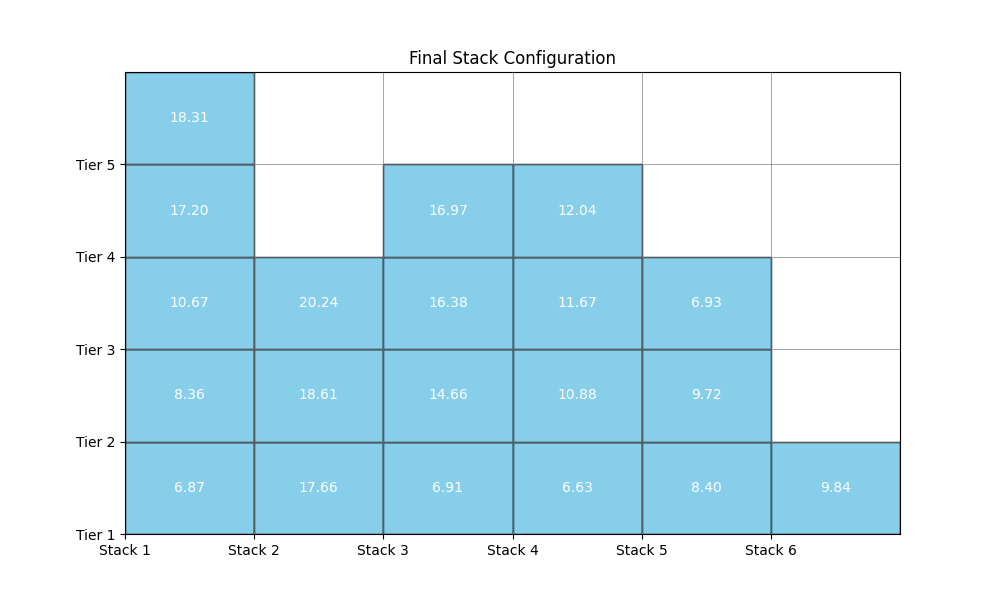 Final Stack Configuration
18.31
Tier 5
17.20 16.97 12.04
Tier 4
10.67 20.24 16.38 11.67 6.93
Tier 3
8.36 18.61 14.66 10.88 9.72
Tier 2
6.87 17.66 6.91 6.63 8.40 9.84
Tier 1
Stack 1 Stack 2 Stack 3 Stack 4 Stack 5 Stack 6